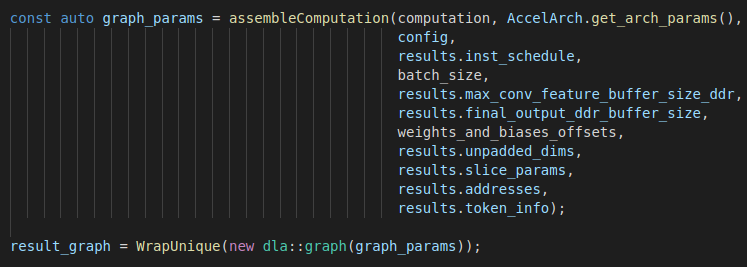 const auto graph_params = assembleComputation(computation, AccelArch.get_arch_params(),
config,
results.inst_schedule,
batch_size,
results.max_conv_feature_buffer_size_ddr,
results.final_output_ddr_buffer_size,
weights_and_biases_offsets,
results.unpadded_dims,
results.slice_params,
results.addresses,
results.token_info);
result_graph = WrapUnique(new dla::graph(graph_params));